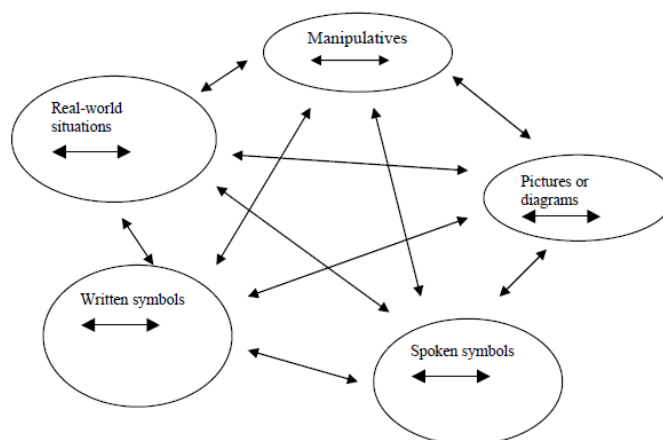 Manipulatives
Real-world
situations
Pictures or
diagrams
Written symbols
Spoken symbols